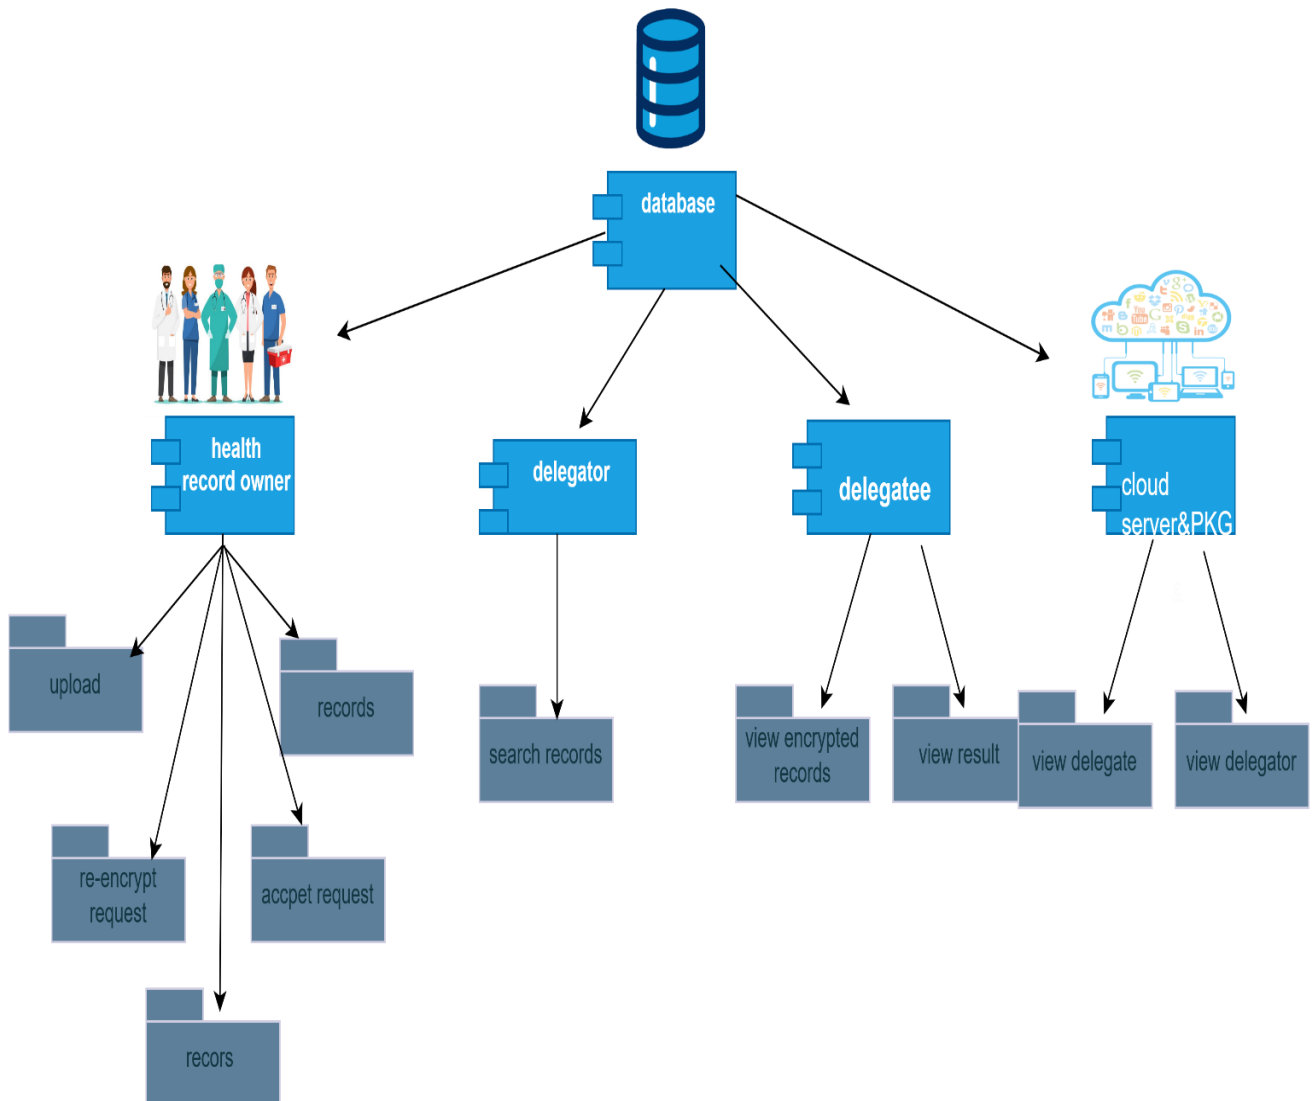 database
health
record owner
delegator
delegatee
cloud
server&PKG
upload
records
search records
view encrypted
records
view result
view delegate
view delegator
re-encrypt
request
accpet request
recors